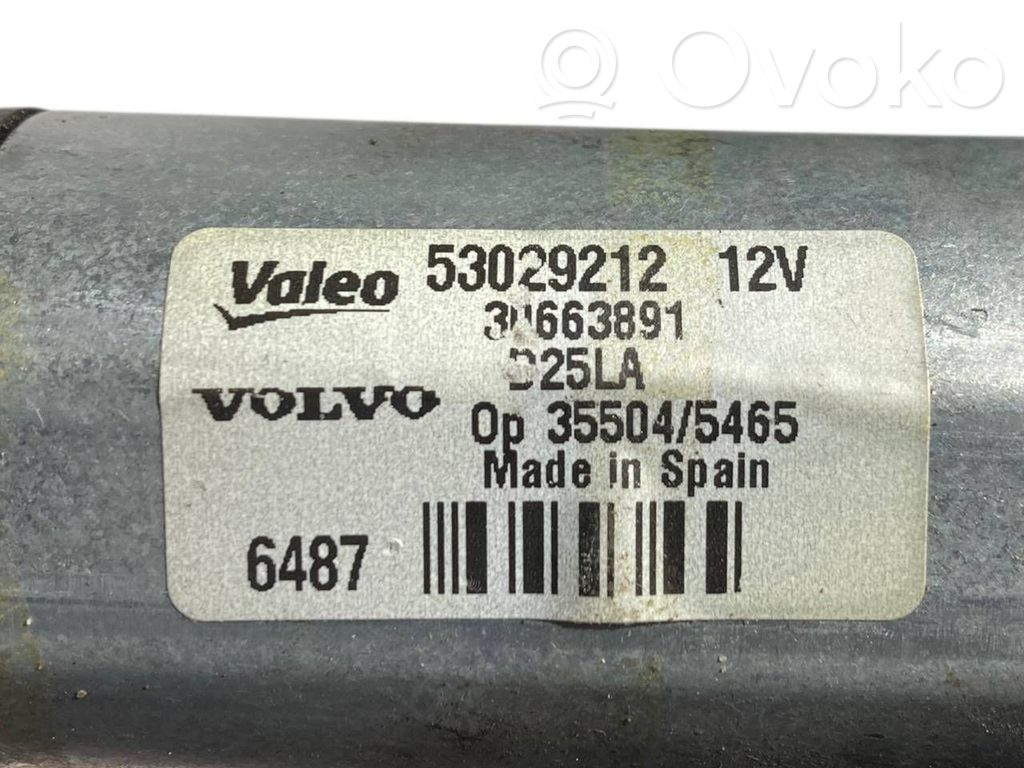 Ovoko
Valeo 53029212 12V
30663891
D25LA
VOLVO
Op 35504/5465
Made in Spain
6487